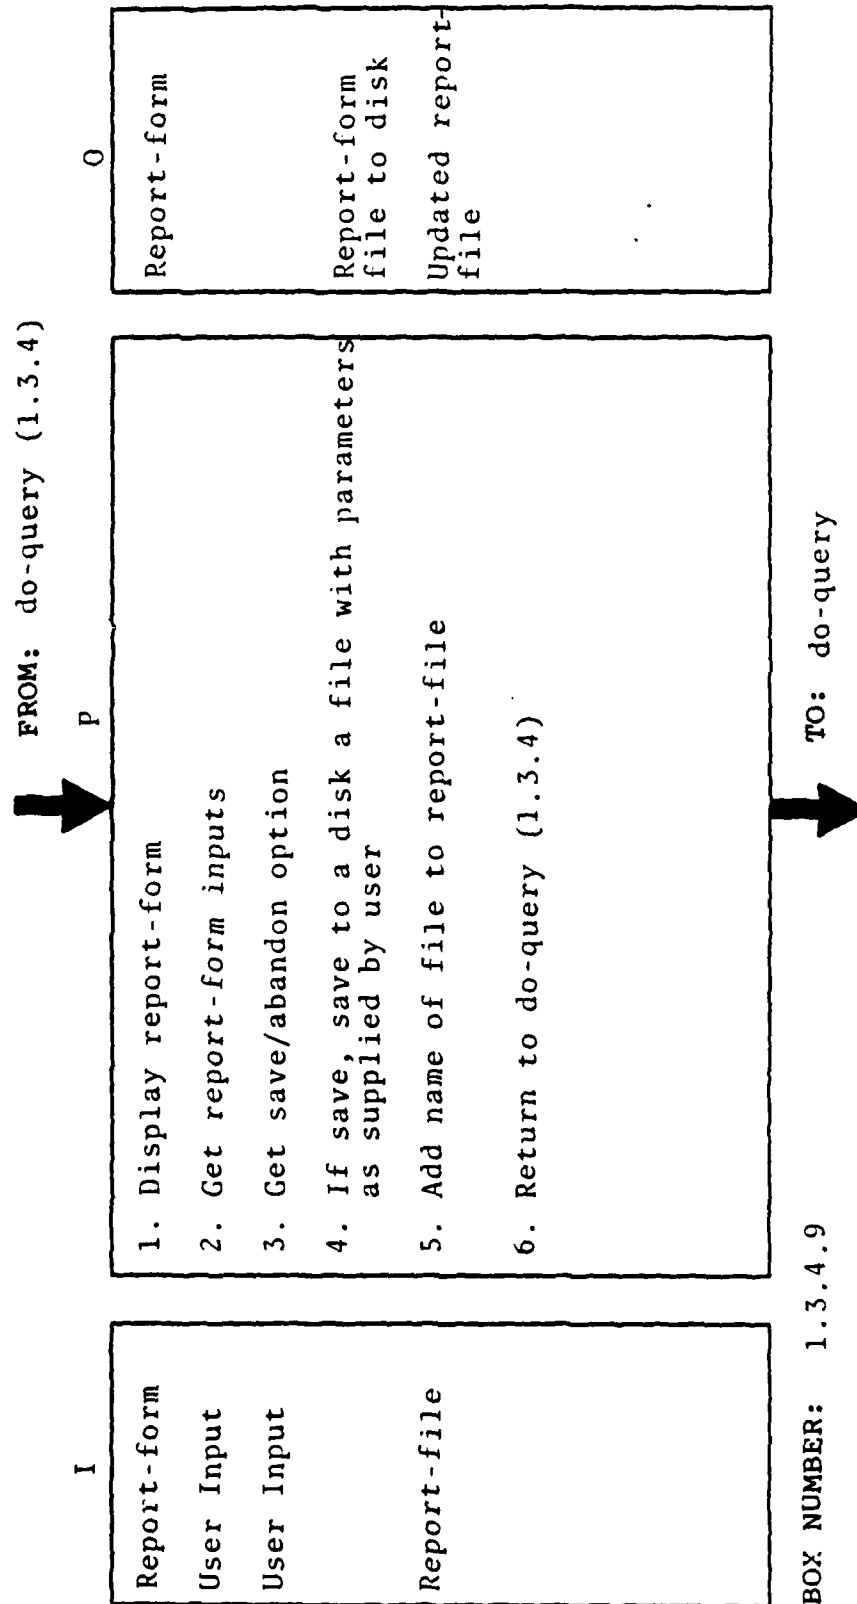 FROM: do-query (1.3.4)
I
P
O
Report-form
User Input
User Input
Report-file
1. Display report-form
2. Get report-form inputs
3. Get save/abandon option
4. If save, save to a disk a file with parameters
as supplied by user
5. Add name of file to report-file
6. Return to do-query (1.3.4)
Report-form
Report-form
file to disk
Updated report-
file
BOX NUMBER: 1.3.4.9
TO: do-query